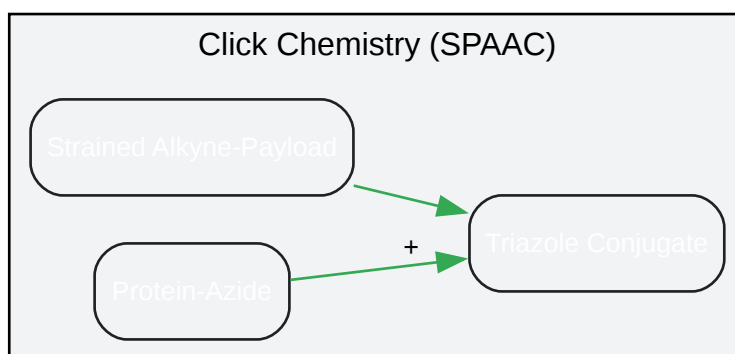 Click Chemistry (SPAAC)
Strained Alkyne-Payload
+
Triazole Conjugate
Protein-Azide